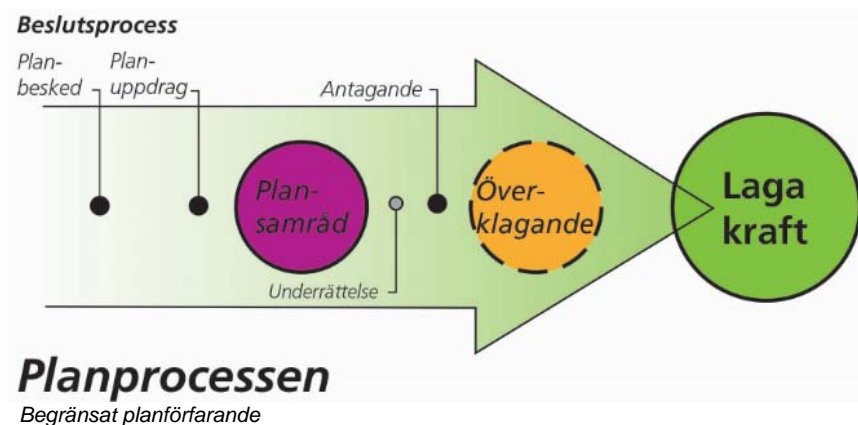 Beslutsprocess
Plan-
besked
Plan-
uppdrag
Antagande
Plan-
samråd
Över-
klagande
Laga
kraft
Underrättelse
Planprocessen
Begränsat planförfarande